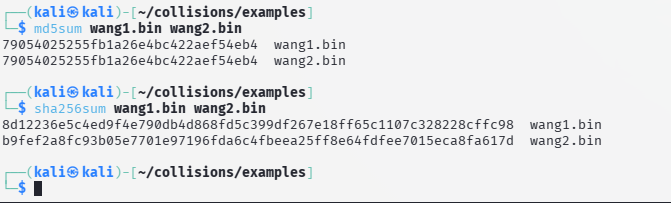 ┌──(kali㉿kali)-[~/collisions/examples]
└─$ md5sum wang1.bin wang2.bin
79054025255fb1a26e4bc422aef54eb4  wang1.bin
79054025255fb1a26e4bc422aef54eb4  wang2.bin
┌──(kali㉿kali)-[~/collisions/examples]
└─$ sha256sum wang1.bin wang2.bin
8d12236e5c4ed9f4e790db4d868fd5c399df267e18ff65c1107c328228cffc98  wang1.bin
b9fef2a8fc93b05e7701e97196fda6c4fbeea25ff8e64fdfee7015eca8fa617d  wang2.bin
┌──(kali㉿kali)-[~/collisions/examples]
└─$